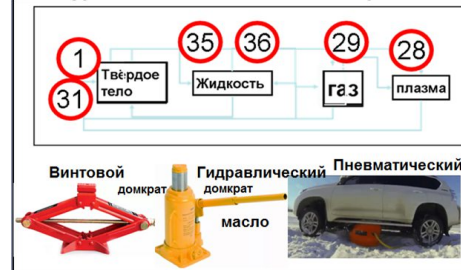 1
31
35
36
29
28
Твёрдое
тело
Жидкость
газ
плазма
Винтовой
домкрат
Гидравлический
домкрат
масло
Пневматический